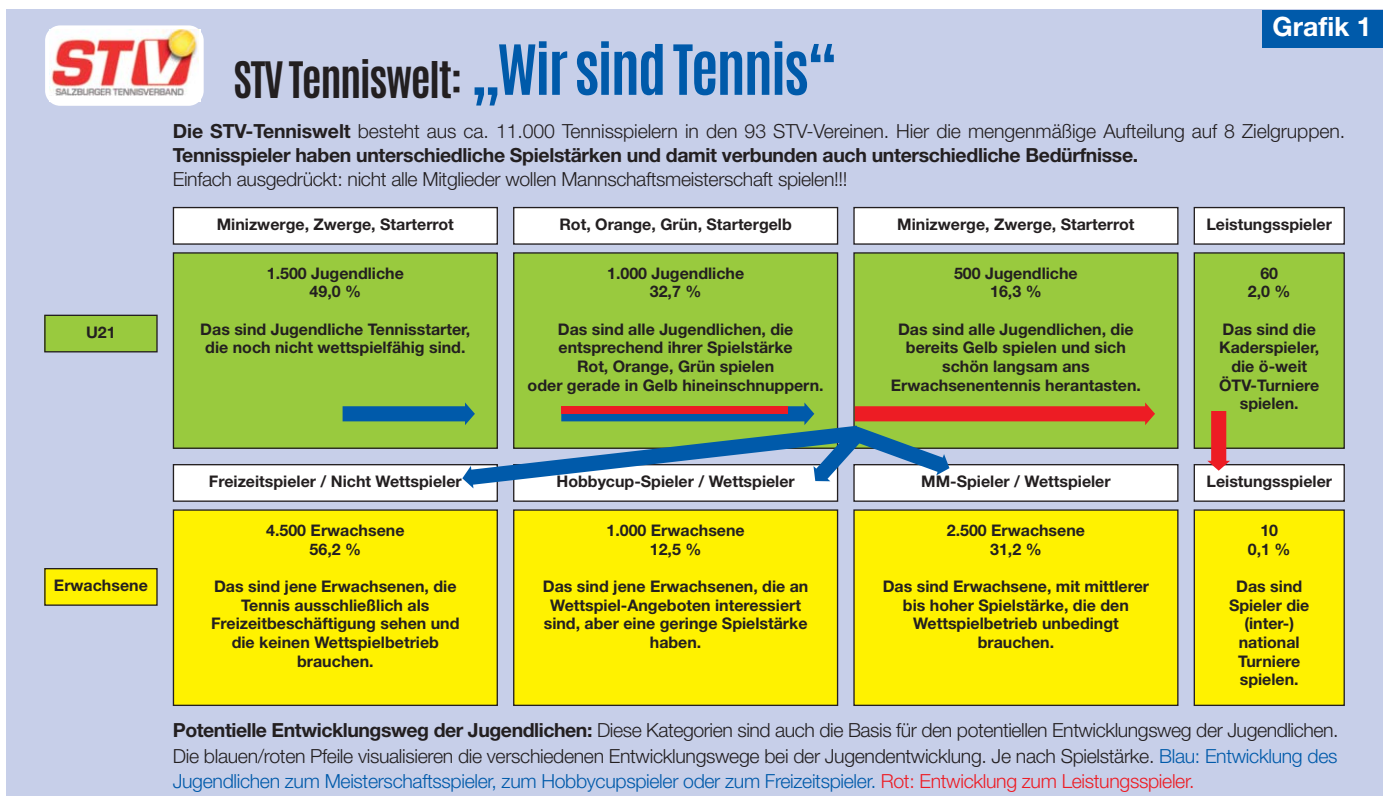 Grafik 1
STV
SALZBURGER TENNISVERBAND
STV Tenniswelt: „Wir sind Tennis“
Die STV-Tenniswelt besteht aus ca. 11.000 Tennisspielern in den 93 STV-Vereinen. Hier die mengenmäßige Aufteilung auf 8 Zielgruppen.
Tennisspieler haben unterschiedliche Spielstärken und damit verbunden auch unterschiedliche Bedürfnisse.
Einfach ausgedrückt: nicht alle Mitglieder wollen Mannschaftsmeisterschaft spielen!!!
U21
Minizwerge, Zwerge, Starterrot
1.500 Jugendliche
49,0 %
Das sind Jugendliche Tennisstarter,
die noch nicht wettspielfähig sind.
Rot, Orange, Grün, Startergelb
1.000 Jugendliche
32,7 %
Das sind alle Jugendlichen, die
entsprechend ihrer Spielstärke
Rot, Orange, Grün spielen
oder gerade in Gelb hineinschnuppern.
Minizwerge, Zwerge, Starterrot
500 Jugendliche
16,3 %
Das sind alle Jugendlichen, die
bereits Gelb spielen und sich
schön langsam ans
Erwachsenentennis herantasten.
Leistungsspieler
60
2,0 %
Das sind die
Kaderspieler,
die ö-weit
ÖTV-Turniere
spielen.
Erwachsene
Freizeitspieler / Nicht Wettspieler
4.500 Erwachsene
56,2 %
Das sind jene Erwachsenen, die
Tennis ausschließlich als
Freizeitbeschäftigung sehen und
die keinen Wettspielbetrieb
brauchen.
Hobbycup-Spieler / Wettspieler
1.000 Erwachsene
12,5 %
Das sind jene Erwachsenen, die an
Wettspiel-Angeboten interessiert
sind, aber eine geringe Spielstärke
haben.
MM-Spieler / Wettspieler
2.500 Erwachsene
31,2 %
Das sind Erwachsene, mit mittlerer
bis hoher Spielstärke, die den
Wettspielbetrieb unbedingt
brauchen.
Leistungsspieler
10
0,1 %
Das sind
Spieler die
(inter-)
national
Turniere
spielen.
Potentielle Entwicklungsweg der Jugendlichen: Diese Kategorien sind auch die Basis für den potentiellen Entwicklungsweg der Jugendlichen.
Die blauen/roten Pfeile visualisieren die verschiedenen Entwicklungswege bei der Jugendentwicklung. Je nach Spielstärke. Blau: Entwicklung des
Jugendlichen zum Meisterschaftsspieler, zum Hobbycupspieler oder zum Freizeitspieler. Rot: Entwicklung zum Leistungsspieler.